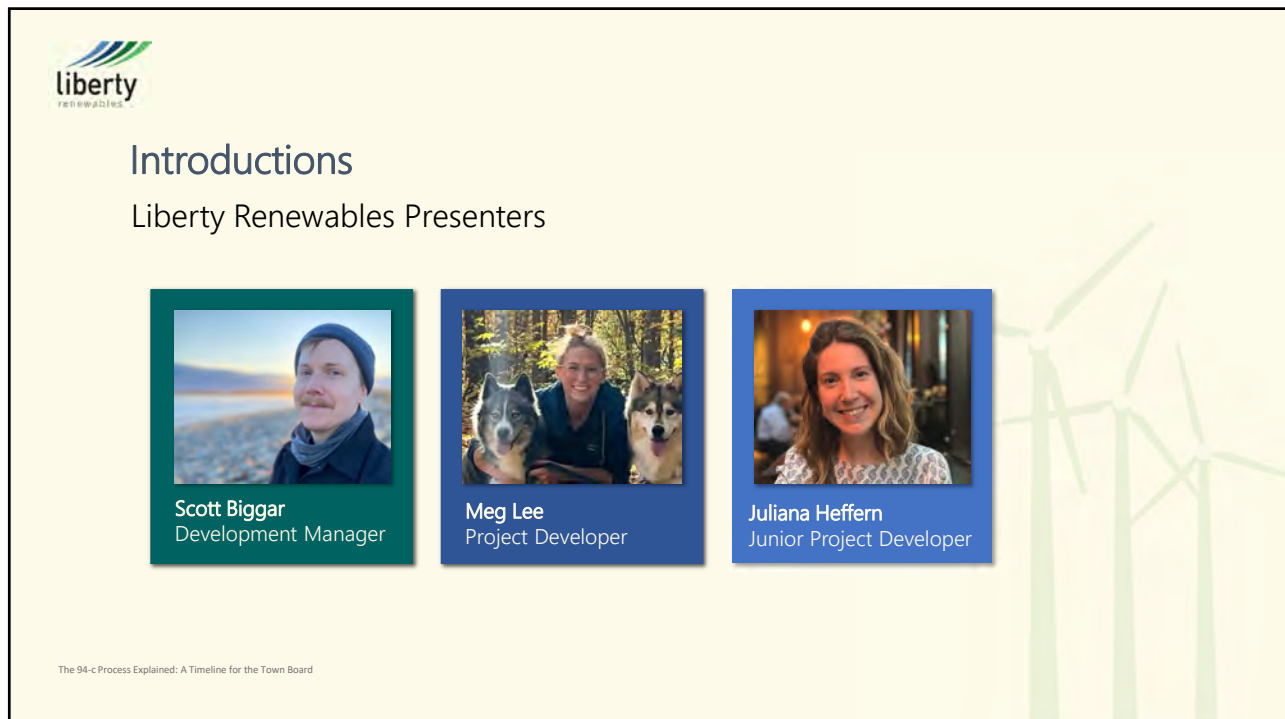 liberty
renewables
Introductions
Liberty Renewables Presenters
Scott Biggar
Development Manager
Meg Lee
Project Developer
Juliana Heffern
Junior Project Developer
The 94-c Process Explained: A Timeline for the Town Board